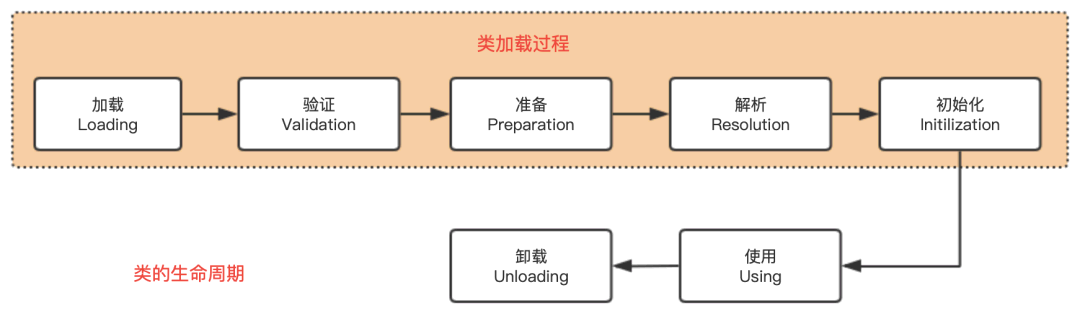 类加载过程
加载
Loading
验证
Validation
准备
Preparation
解析
Resolution
初始化
Initilization
卸载
Unloading
使用
Using
类的生命周期